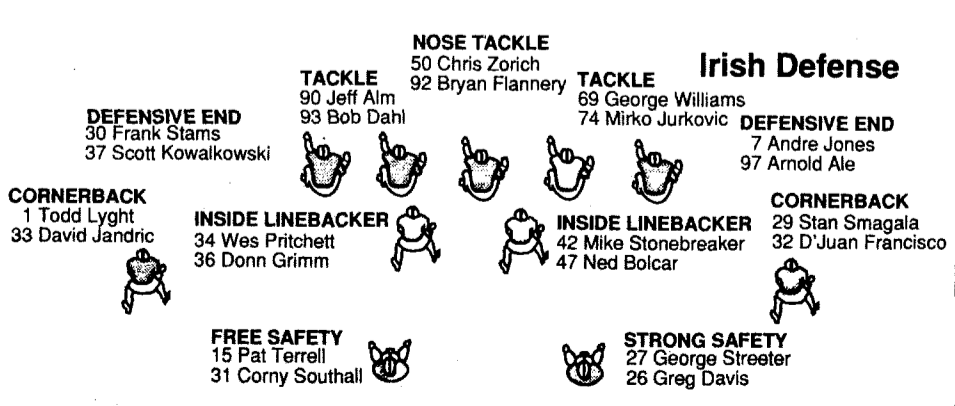 Irish Defense
NOSE TACKLE
50 Chris Zorich
92 Bryan Flannery
TACKLE
90 Jeff Alm
93 Bob Dahl
TACKLE
69 George Williams
74 Mirko Jurkovic
DEFENSIVE END
30 Frank Stams
37 Scott Kowalkowski
DEFENSIVE END
7 Andre Jones
97 Arnold Ale
CORNERBACK
1 Todd Lyght
33 David Jandric
INSIDE LINEBACKER
34 Wes Pritchett
36 Donn Grimm
INSIDE LINEBACKER
42 Mike Stonebreaker
47 Ned Bolcar
CORNERBACK
29 Stan Smagala
32 D'Juan Francisco
FREE SAFETY
15 Pat Terrell
31 Corny Southall
STRONG SAFETY
27 George Streeter
26 Greg Davis